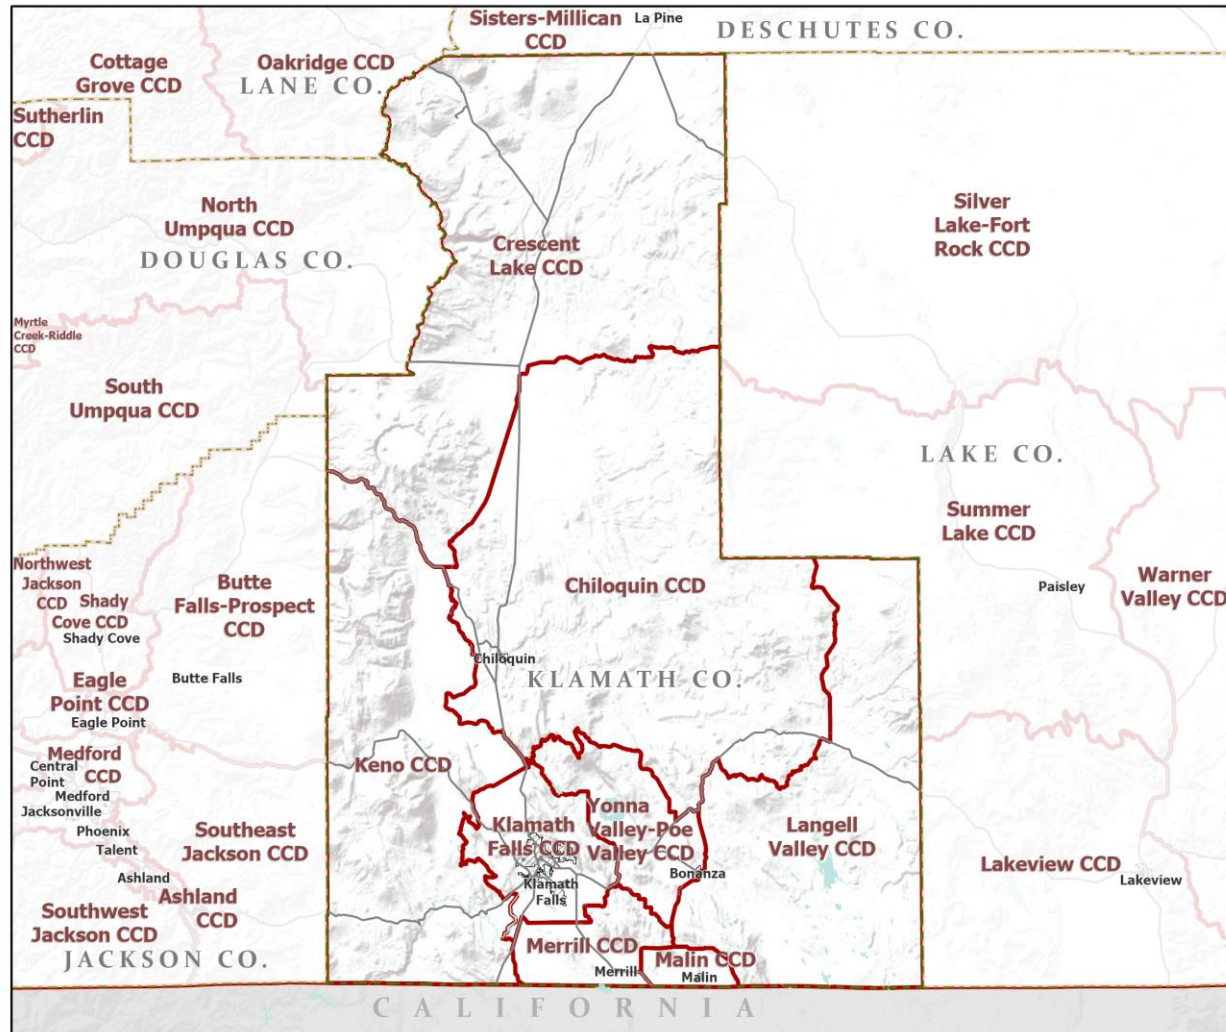 Sisters-Millican
CCD
La Pine
DESCHUTES CO.
Cottage
Grove CCD
Oakridge CCD
LANE CO.
Sutherlin
CCD
North
Umpqua CCD
DOUGLAS CO.
Silver
Lake-Fort
Rock CCD
Crescent
Lake CCD
Myrtle
Creek-Riddle
CCD
South
Umpqua CCD
LAKE CO.
Summer
Lake CCD
Northwest
Jackson
CCD
Shady
Cove CCD
Shady Cove
Butte
Falls-Prospect
CCD
Chiloquin CCD
Paisley
Warner
Valley CCD
Chiloquin
KLAMATH CO.
Eagle
Point CCD
Eagle Point
Butte Falls
Medford
CCD
Central
Point
Medford
Jacksonville
Keno CCD
Phoenix
Talent
Southeast
Jackson CCD
Klamath
Falls CCD
Klamath
Falls
Yonna
Valley-Poe
Valley CCD
Bonanza
Langell
Valley CCD
Lakeview CCD
Lakeview
Ashland
Ashland
CCD
Southwest
Jackson CCD
JACKSON CO.
Merrill CCD
Merrill
Malin CCD
Malin
CALIFORNIA